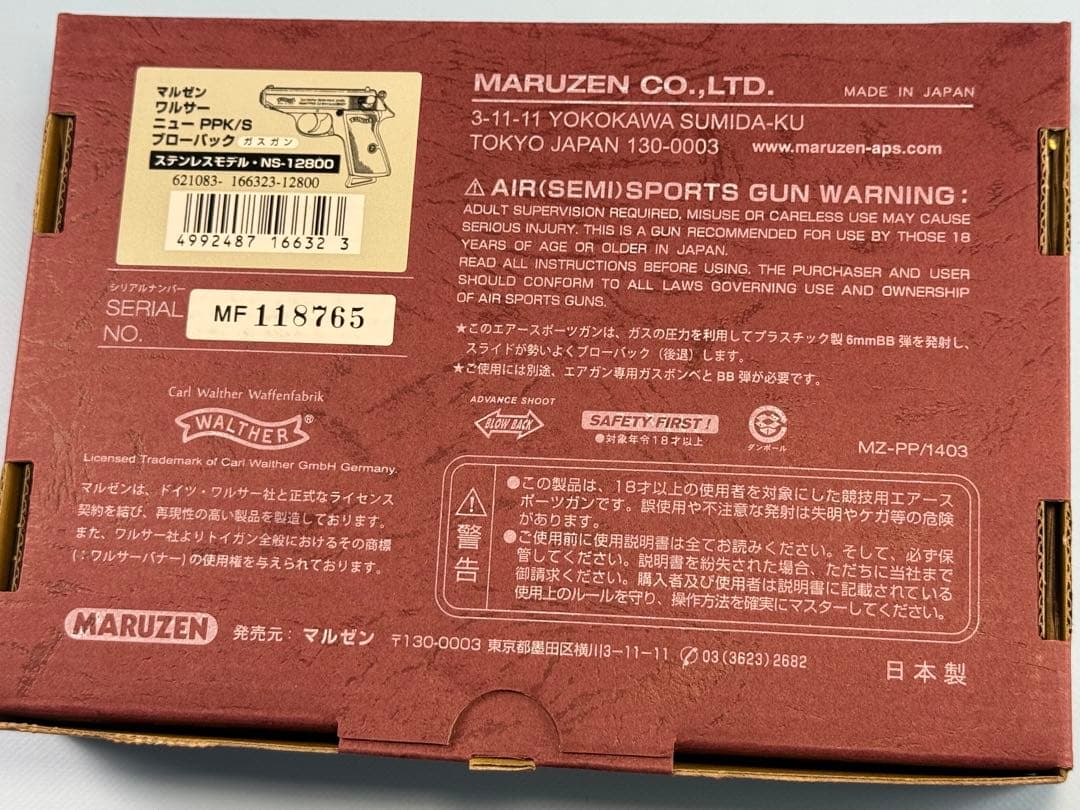 マルゼン
ワルサー
ニュー PPK/S
ブローバック ガスガン
ステンレスモデル・NS-12800
621083- 166323-12800
4992487 16632 3
シリアルナンバー
SERIAL NO.
MF 118765
Carl Walther Waffenfabrik
WALTHER®
Licensed Trademark of Carl Walther GmbH Germany.
マルゼンは、ドイツ・ワルサー社と正式なライセンス
契約を結び、再現性の高い製品を製造しております。
また、ワルサー社よりトイガン全般におけるその商標
(:ワルサーバナー)の使用権を与えられております。
MARUZEN CO.,LTD. MADE IN JAPAN
3-11-11 YOKOKAWA SUMIDA-KU
TOKYO JAPAN 130-0003 www.maruzen-aps.com
⚠ AIR(SEMI)SPORTS GUN WARNING:
ADULT SUPERVISION REQUIRED, MISUSE OR CARELESS USE MAY CAUSE
SERIOUS INJURY. THIS IS A GUN RECOMMENDED FOR USE BY THOSE 18
YEARS OF AGE OR OLDER IN JAPAN.
READ ALL INSTRUCTIONS BEFORE USING. THE PURCHASER AND USER
SHOULD CONFORM TO ALL LAWS GOVERNING USE AND OWNERSHIP
OF AIR SPORTS GUNS.
★このエアースポーツガンは、ガスの圧力を利用してプラスチック製6mmBB弾を発射し、
スライドが勢いよくブローバック(後退)します。
★ご使用には別途、エアガン専用ガスボンベとBB弾が必要です。
ADVANCE SHOOT
BLOW BACK
SAFETY FIRST!
●対象年令18才以上
ダンボール
MZ-PP/1403
⚠
警告
●この製品は、18才以上の使用者を対象にした競技用エアース
ポーツガンです。誤使用や不注意な発射は失明やケガ等の危険
があります。
●ご使用前に使用説明書は全てお読みください。そして、必ず保
管してください。説明書を紛失された場合、ただちに当社まで
御請求ください。購入者及び使用者は説明書に記載されている
使用上のルールを守り、操作方法を確実にマスターしてください。
MARUZEN 発売元: マルゼン 〒130-0003 東京都墨田区横川3-11-11 03(3623)2682
日本製